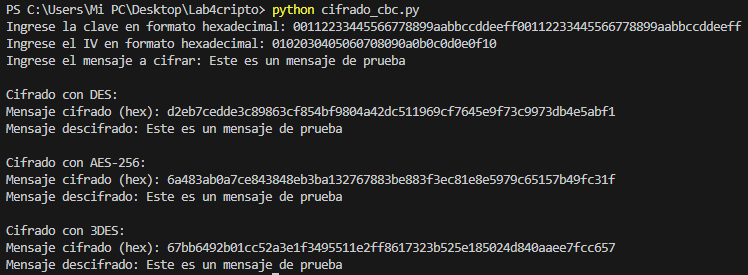 PS C:\Users\Mi PC\Desktop\Lab4cripto> python cifrado_cbc.py
Ingrese la clave en formato hexadecimal: 00112233445566778899aabbccddeeff00112233445566778899aabbccddeeff
Ingrese el IV en formato hexadecimal: 0102030405060708090a0b0c0d0e0f10
Ingrese el mensaje a cifrar: Este es un mensaje de prueba
Cifrado con DES:
Mensaje cifrado (hex): d2eb7cedde3c89863cf854bf9804a42dc511969cf7645e9f73c9973db4e5abf1
Mensaje descifrado: Este es un mensaje de prueba
Cifrado con AES-256:
Mensaje cifrado (hex): 6a483ab0a7ce843848eb3ba132767883be883f3ec81e8e5979c65157b49fc31f
Mensaje descifrado: Este es un mensaje de prueba
Cifrado con 3DES:
Mensaje cifrado (hex): 67bb6492b01cc52a3e1f3495511e2ff8617323b525e185024d840aaee7fcc657
Mensaje descifrado: Este es un mensaje de prueba